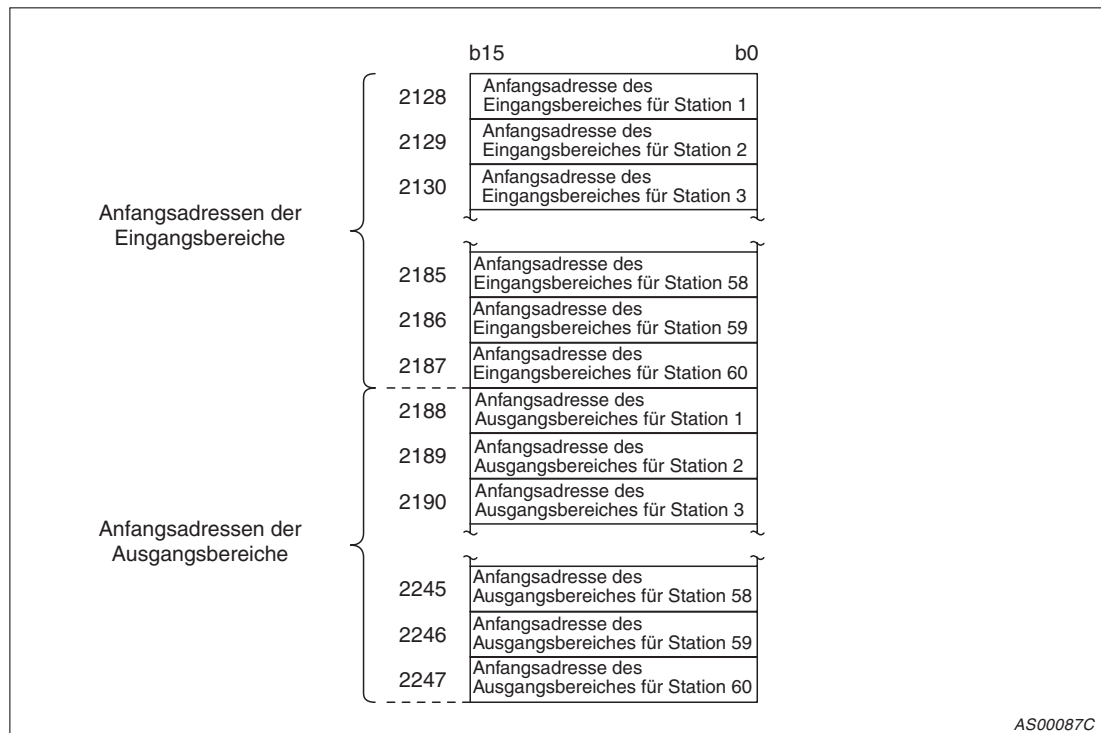 b15 b0
2128 Anfangsadresse des
Eingangsbereiches für Station 1
2129 Anfangsadresse des
Eingangsbereiches für Station 2
2130 Anfangsadresse des
Eingangsbereiches für Station 3
Anfangsadressen der
Eingangsbereiche
2185 Anfangsadresse des
Eingangsbereiches für Station 58
2186 Anfangsadresse des
Eingangsbereiches für Station 59
2187 Anfangsadresse des
Eingangsbereiches für Station 60
2188 Anfangsadresse des
Ausgangsbereiches für Station 1
2189 Anfangsadresse des
Ausgangsbereiches für Station 2
2190 Anfangsadresse des
Ausgangsbereiches für Station 3
Anfangsadressen der
Ausgangsbereiche
2245 Anfangsadresse des
Ausgangsbereiches für Station 58
2246 Anfangsadresse des
Ausgangsbereiches für Station 59
2247 Anfangsadresse des
Ausgangsbereiches für Station 60
AS00087C